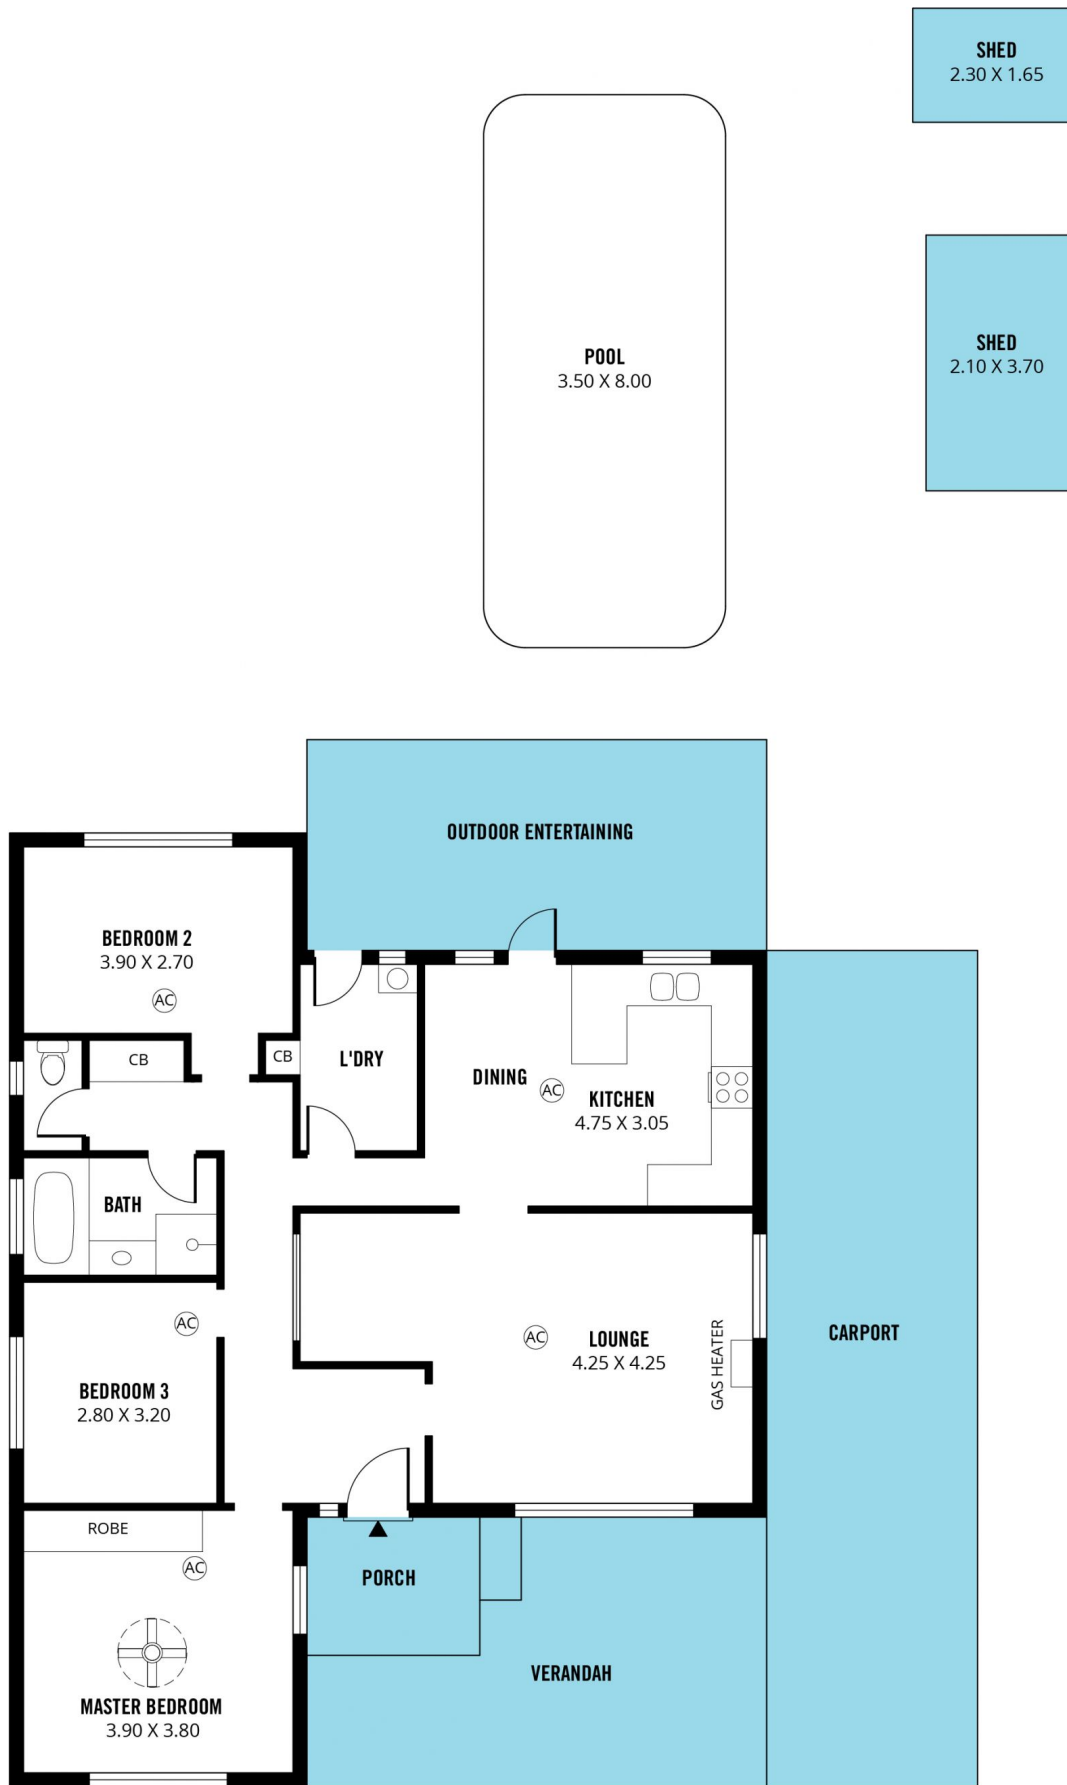 SHED
2.30 X 1.65
POOL
3.50 X 8.00
SHED
2.10 X 3.70
OUTDOOR ENTERTAINING
BEDROOM 2
3.90 X 2.70
AC
CB
CB
L'DRY
DINING
AC
KITCHEN
4.75 X 3.05
BATH
AC
BEDROOM 3
2.80 X 3.20
AC
LOUNGE
4.25 X 4.25
GAS HEATER
CARPORT
ROBE
AC
PORCH
MASTER BEDROOM
3.90 X 3.80
VERANDAH